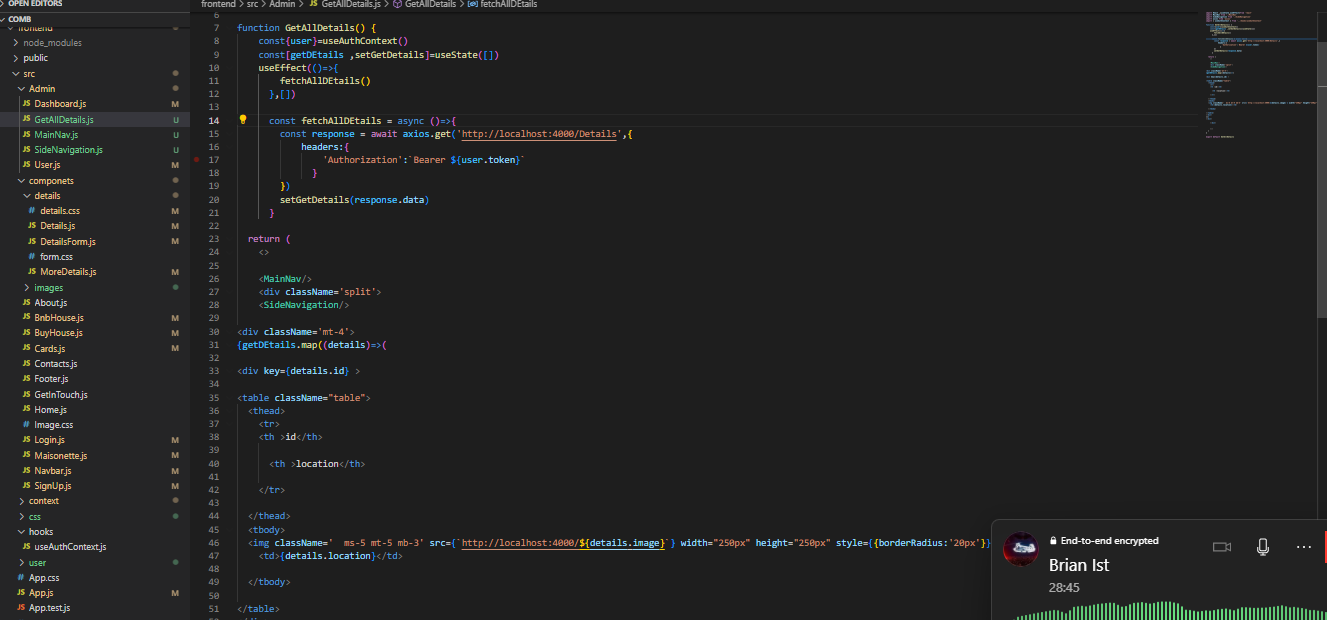 OPEN EDITORS
COMB
frontend
node_modules
public
src
Admin
Dashboard.js M
GetAllDetails.js U
MainNav.js U
SideNavigation.js U
User.js M
componets
details
details.css M
Details.js M
DetailsForm.js M
form.css
MoreDetails.js M
images
About.js
BnbHouse.js M
BuyHouse.js M
Cards.js M
Contacts.js
Footer.js
GetInTouch.js
Home.js
Image.css
Login.js M
Maisonette.js M
Navbar.js M
SignUp.js M
context
css
hooks
useAuthContext.js
user
App.css
App.js M
App.test.js
frontend > src > Admin > JS GetAllDetails.js > GetAllDetails > fetchAllDEtails
6
7 function GetAllDetails() {
8 const{user}=useAuthContext()
9 const[getDEtails ,setGetDetails]=useState([])
10 useEffect(()=>{
11 fetchAllDEtails()
12 },[])
13
14 const fetchAllDEtails = async ()=>{
15 const response = await axios.get('http://localhost:4000/Details',{
16 headers:{
17 'Authorization':`Bearer ${user.token}`
18 }
19 })
20 setGetDetails(response.data)
21 }
22
23 return (
24 <>
25
26 <MainNav/>
27 <div className='split'>
28 <SideNavigation/>
29
30 <div className='mt-4'>
31 {getDEtails.map((details)=>(
32
33 <div key={details.id} >
34
35 <table className="table">
36 <thead>
37 <tr>
38 <th >id</th>
39
40 <th >location</th>
41
42 </tr>
43
44 </thead>
45 <tbody>
46 <img className=' ms-5 mt-5 mb-3' src={`http://localhost:4000/${details.image}`} width="250px" height="250px" style={{borderRadius:'20px'}}
47 <td>{details.location}</td>
48
49 </tbody>
50
51 </table>
End-to-end encrypted
Brian Ist
28:45